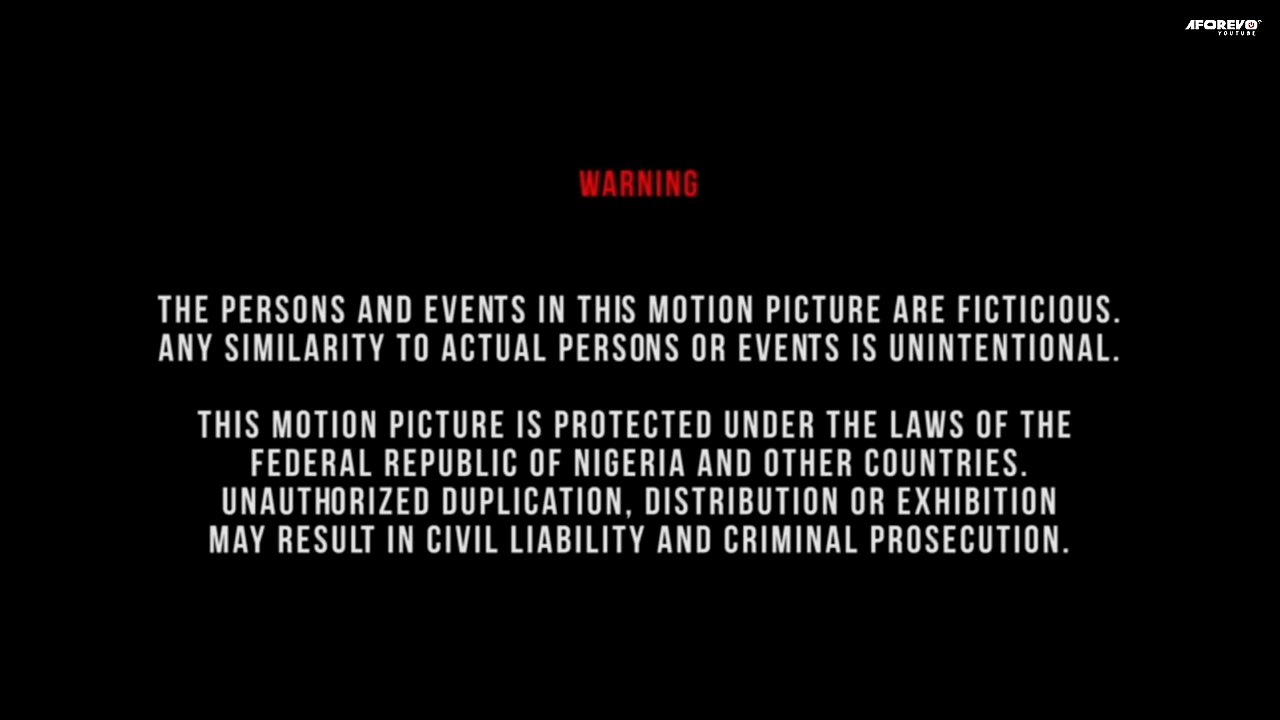 AFOREVO
YOUTUBE
WARNING
THE PERSONS AND EVENTS IN THIS MOTION PICTURE ARE FICTICIOUS.
ANY SIMILARITY TO ACTUAL PERSONS OR EVENTS IS UNINTENTIONAL.
THIS MOTION PICTURE IS PROTECTED UNDER THE LAWS OF THE
FEDERAL REPUBLIC OF NIGERIA AND OTHER COUNTRIES.
UNAUTHORIZED DUPLICATION, DISTRIBUTION OR EXHIBITION
MAY RESULT IN CIVIL LIABILITY AND CRIMINAL PROSECUTION.